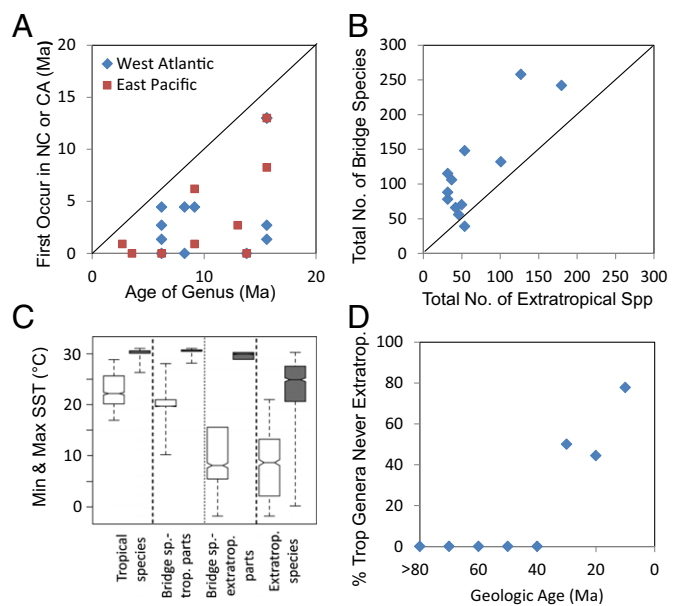 A
First Occur in NC or CA (Ma)
20
15
10
5
0
West Atlantic
East Pacific
0
10
20
Age of Genus (Ma)
B
Total No. of Bridge Species
300
250
200
150
100
50
0
0
50
100
150
200
250
300
Total No. of Extratropical Spp
C
Min & Max SST (°C)
30
20
10
0
Tropical
species
Bridge sp.-
trop. parts
Bridge sp.-
extratrop.
parts
Extratrop.
species
D
% Trop Genera Never Extratrop.
100
80
60
40
20
0
>80
60
40
20
0
Geologic Age (Ma)